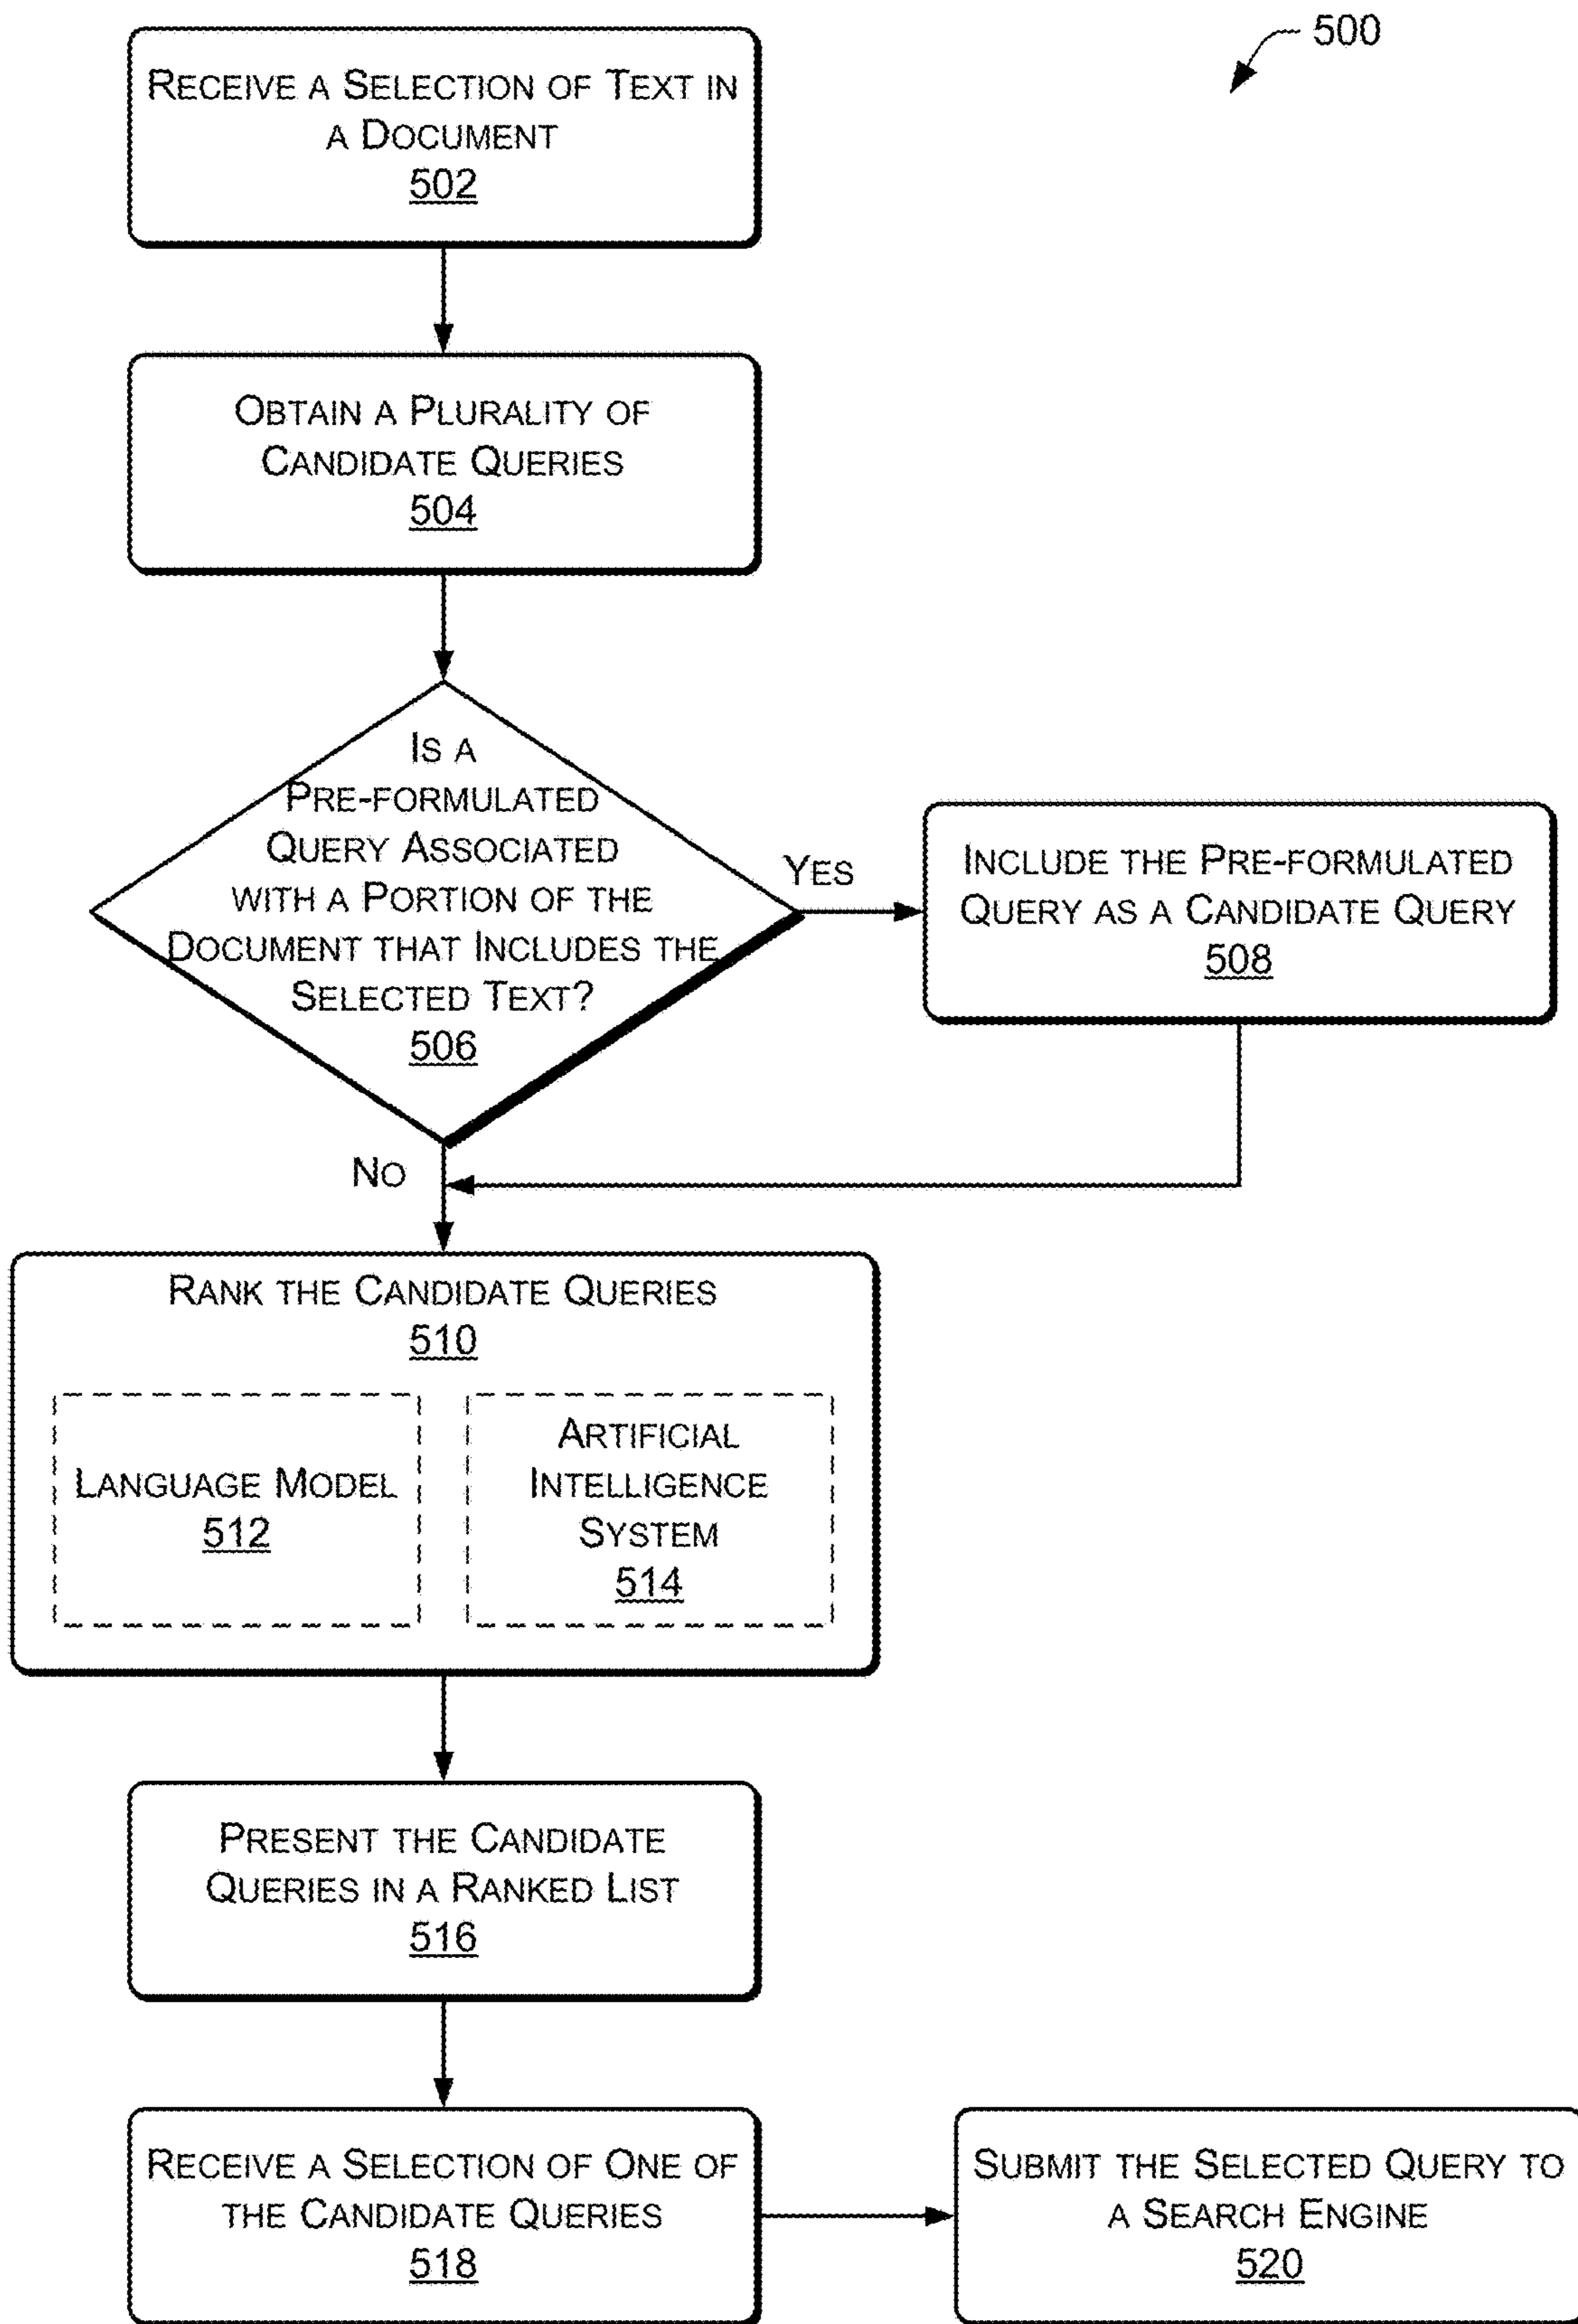 500
RECEIVE A SELECTION OF TEXT IN
A DOCUMENT
502
OBTAIN A PLURALITY OF
CANDIDATE QUERIES
504
IS A
PRE-FORMULATED
QUERY ASSOCIATED
WITH A PORTION OF THE
DOCUMENT THAT INCLUDES THE
SELECTED TEXT?
506
YES
INCLUDE THE PRE-FORMULATED
QUERY AS A CANDIDATE QUERY
508
NO
RANK THE CANDIDATE QUERIES
510
LANGUAGE MODEL
512
ARTIFICIAL
INTELLIGENCE
SYSTEM
514
PRESENT THE CANDIDATE
QUERIES IN A RANKED LIST
516
RECEIVE A SELECTION OF ONE OF
THE CANDIDATE QUERIES
518
SUBMIT THE SELECTED QUERY TO
A SEARCH ENGINE
520